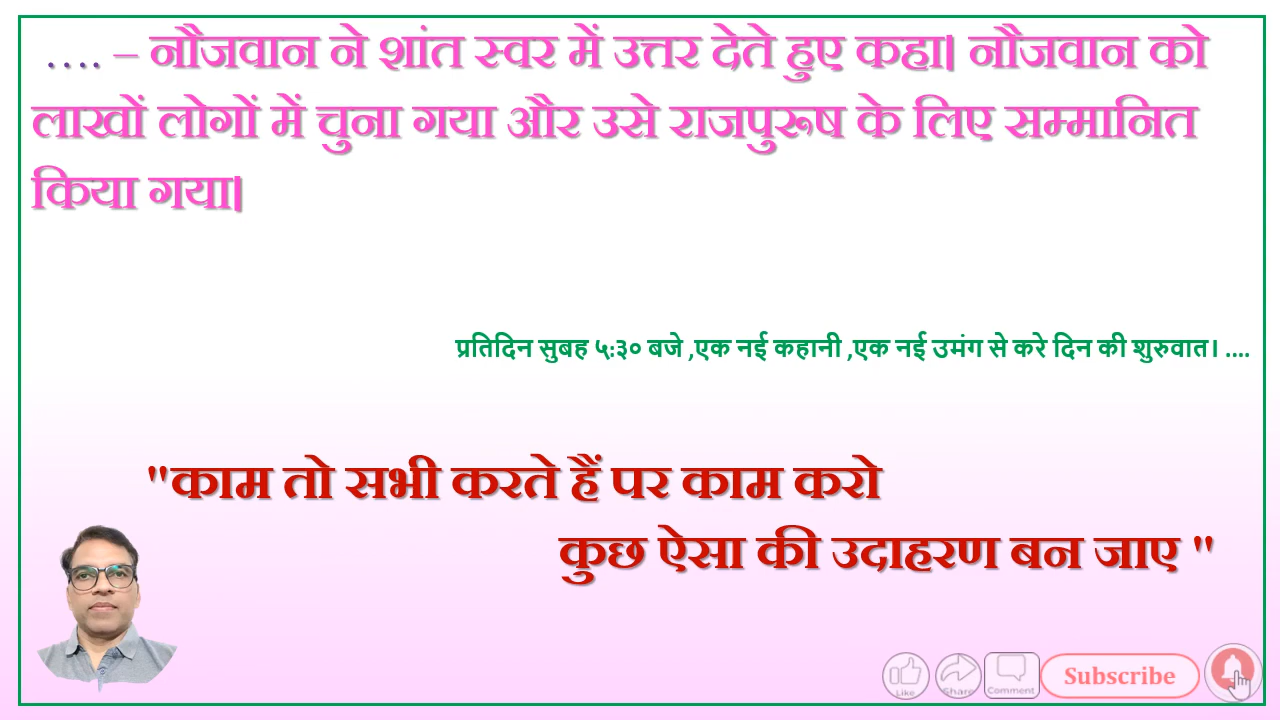 …. – नौजवान ने शांत स्वर में उत्तर देते हुए कहा। नौजवान को
लाखों लोगों में चुना गया और उसे राजपुरूष के लिए सम्मानित
किया गया।
प्रतिदिन सुबह ५:३० बजे ,एक नई कहानी ,एक नई उमंग से करे दिन की शुरुवात। ....
"काम तो सभी करते हैं पर काम करो
कुछ ऐसा की उदाहरण बन जाए "
Like
Share
Comment
Subscribe